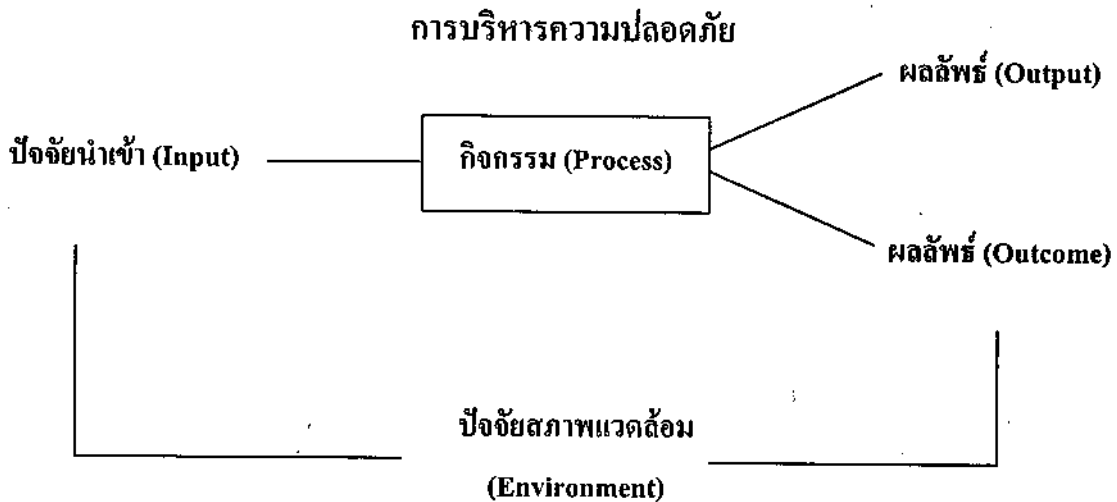 การบริหารความปลอดภัย
ผลลัพธ์ (Output)
ปัจจัยนำเข้า (Input)
กิจกรรม (Process)
ผลลัพธ์ (Outcome)
ปัจจัยสภาพแวดล้อม
(Environment)